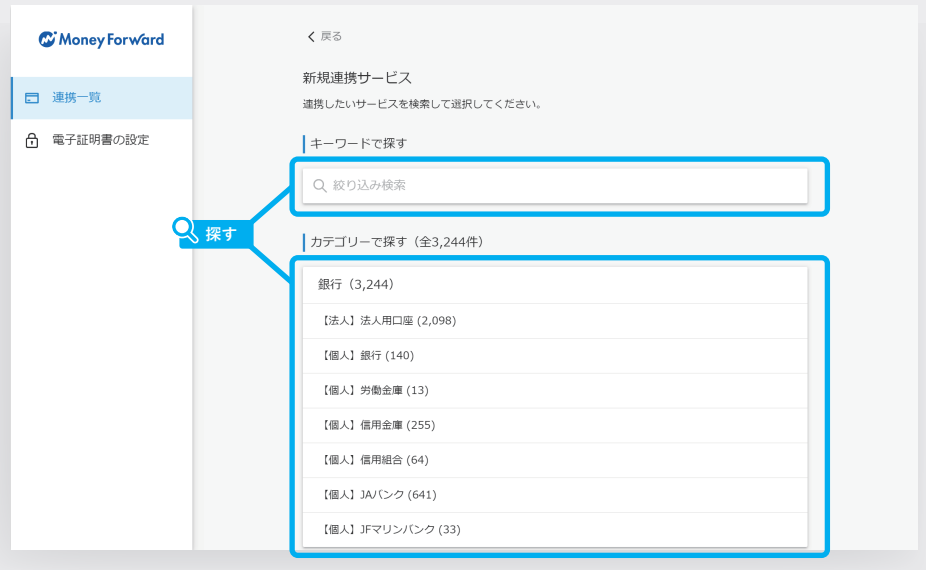 Money Forward
連携一覧
電子証明書の設定
戻る
新規連携サービス
連携したいサービスを検索して選択してください。
キーワードで探す
絞り込み検索
探す
カテゴリーで探す（全3,244件）
銀行（3,244）
【法人】法人用口座 (2,098)
【個人】銀行 (140)
【個人】労働金庫 (13)
【個人】信用金庫 (255)
【個人】信用組合 (64)
【個人】JAバンク (641)
【個人】JFマリンバンク (33)